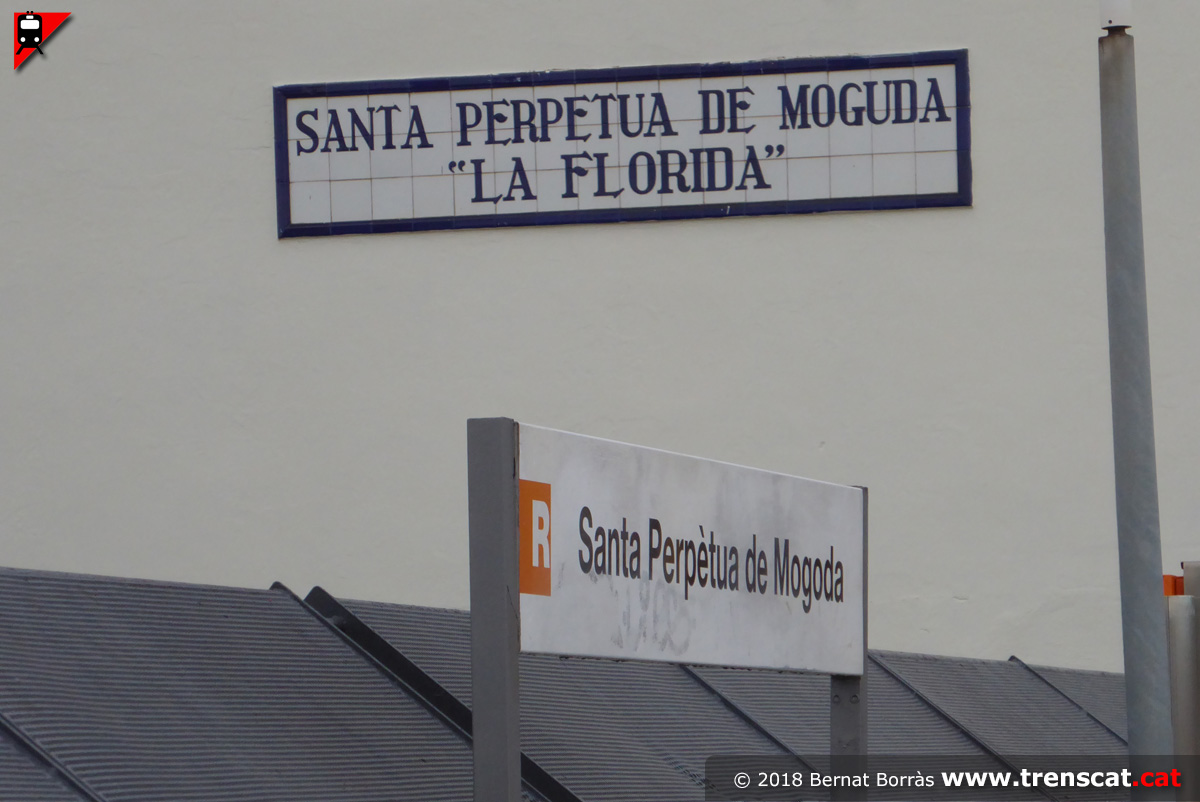 SANTA PERPETUA DE MOGUDA
"LA FLORIDA"
R Santa Perpètua de Mogoda
© 2018 Bernat Borràs www.trenscat.cat